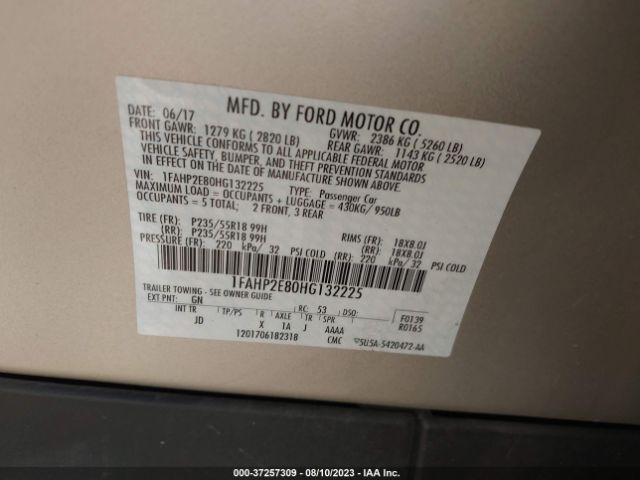 MFD. BY FORD MOTOR CO.
DATE: 06/17 GVWR: 2386 KG ( 5260 LB)
FRONT GAWR: 1279 KG ( 2820 LB) REAR GAWR: 1143 KG ( 2520 LB)
THIS VEHICLE CONFORMS TO ALL APPLICABLE FEDERAL MOTOR
VEHICLE SAFETY, BUMPER, AND THEFT PREVENTION STANDARDS
IN EFFECT ON THE DATE OF MANUFACTURE SHOWN ABOVE.
VIN: 1FAHP2E80HG132225 TYPE: Passenger Car
MAXIMUM LOAD = OCCUPANTS + LUGGAGE = 430KG/ 950LB
OCCUPANTS = 5 TOTAL; 2 FRONT, 3 REAR
TIRE (FR): P235/55R18 99H RIMS (FR): 18X8.0J
(RR): P235/55R18 99H (RR): 18X8.0J
PRESSURE (FR): 220 kPa/ 32 PSI COLD (RR): 220 kPa/ 32 PSI COLD
1FAHP2E80HG132225
TRAILER TOWING - SEE OWNER GUIDE
EXT PNT: GN RC: 53 DSO: F0139
INT TR TP/PS R AXLE TR SPR R0165
JD X 1A J AAAA
1201706182318 CMC 5U5A-5420472-AA
000-37257309 - 08/10/2023 - IAA Inc.